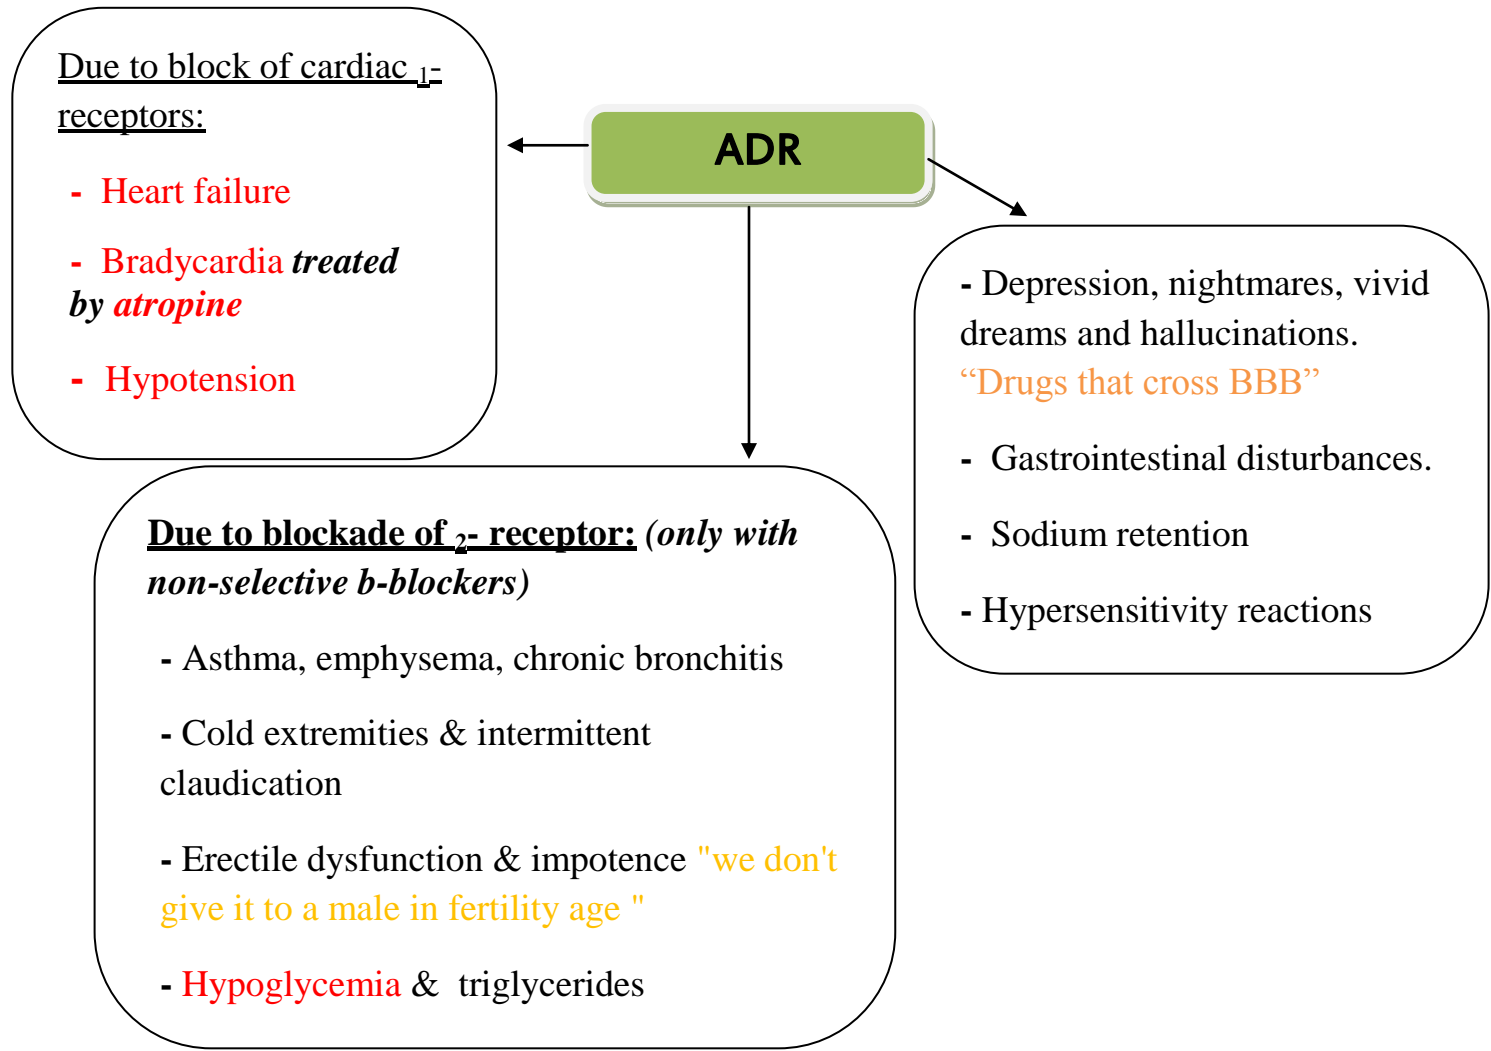 ADR
Due to block of cardiac 1-
receptors:
- Heart failure
- Bradycardia treated
by atropine
- Hypotension
Due to blockade of 2- receptor: (only with
non-selective b-blockers)
- Asthma, emphysema, chronic bronchitis
- Cold extremities & intermittent
claudication
- Erectile dysfunction & impotence "we don't
give it to a male in fertility age "
- Hypoglycemia & triglycerides
- Depression, nightmares, vivid
dreams and hallucinations.
“Drugs that cross BBB”
- Gastrointestinal disturbances.
- Sodium retention
- Hypersensitivity reactions